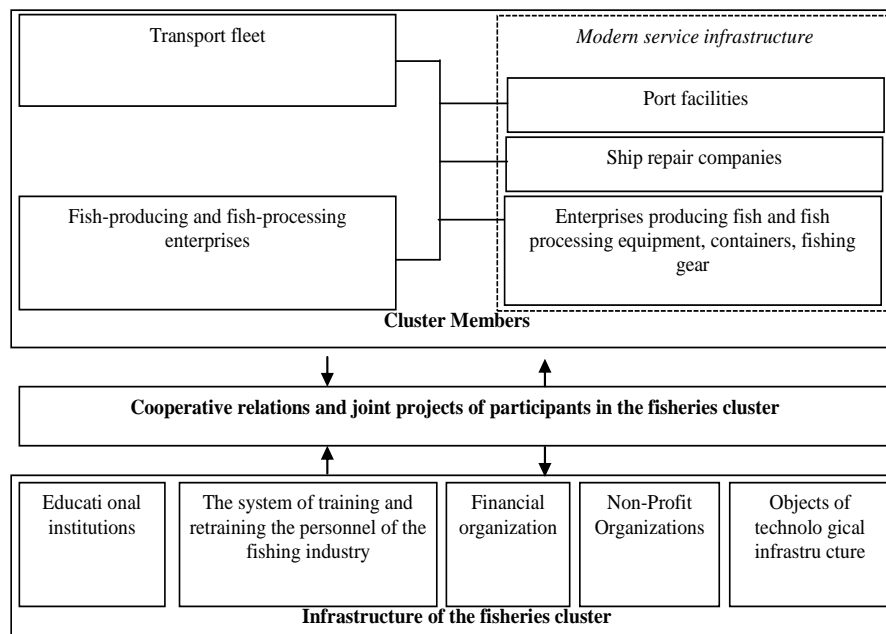 Transport fleet
Modern service infrastructure
Port facilities
Ship repair companies
Fish-producing and fish-processing
enterprises
Enterprises producing fish and fish
processing equipment, containers, fishing
gear
Cluster Members
Cooperative relations and joint projects of participants in the fisheries cluster
Educati onal
institutions
The system of training and
retraining the personnel of the
fishing industry
Financial
organization
Non-Profit
Organizations
Objects of
technolo gical
infrastru cture
Infrastructure of the fisheries cluster